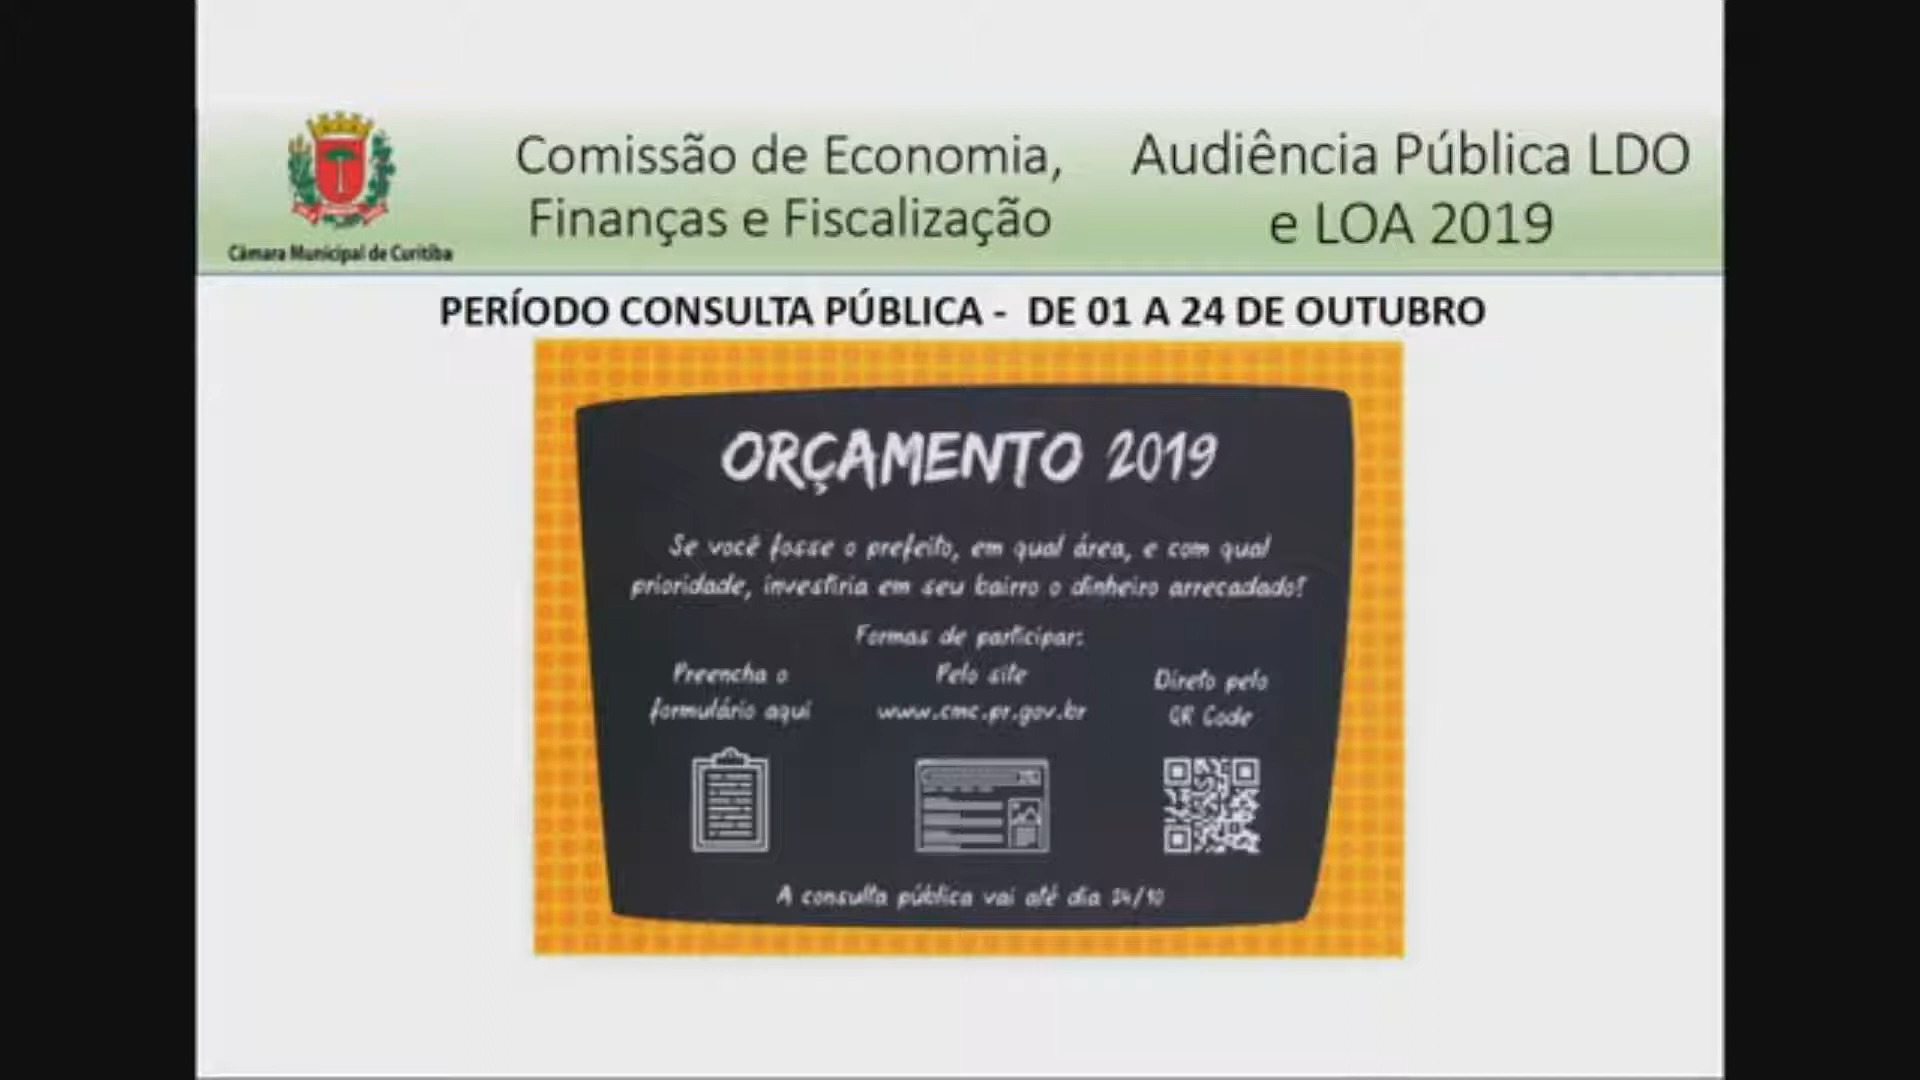 Câmara Municipal de Curitiba
Comissão de Economia,
Finanças e Fiscalização
Audiência Pública LDO
e LOA 2019
PERÍODO CONSULTA PÚBLICA - DE 01 A 24 DE OUTUBRO
ORÇAMENTO 2019
Se você fosse o prefeito, em qual área, e com qual
prioridade, investiria em seu bairro o dinheiro arrecadado?
Formas de participar:
Preencha o
formulário aqui
Pelo site
www.cmc.pr.gov.br
Direto pelo
QR Code
A consulta pública vai até dia 24/10